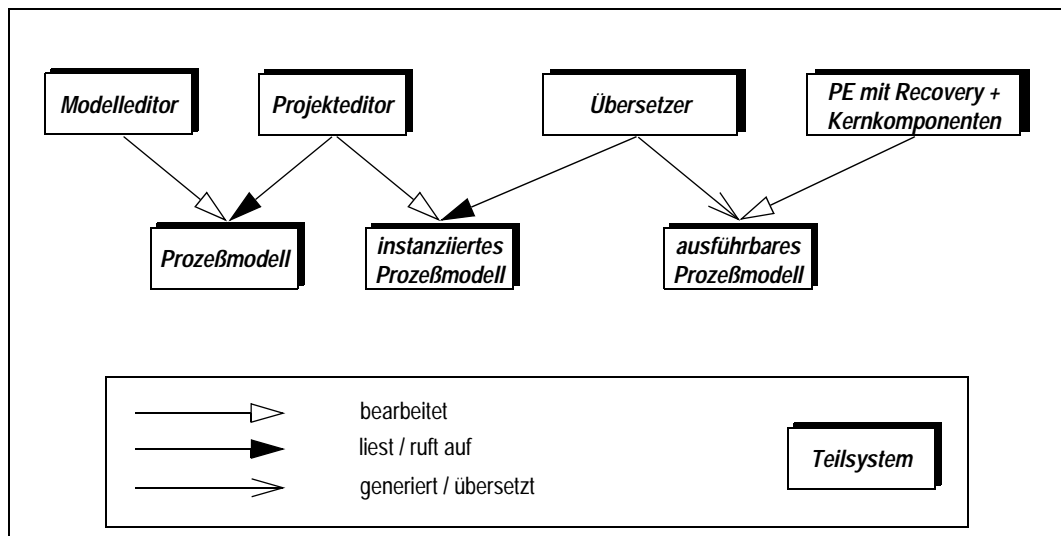 Modelleditor
Projekteditor
Übersetzer
PE mit Recovery +
Kernkomponenten
Prozeßmodell
instanziiertes
Prozeßmodell
ausführbares
Prozeßmodell
bearbeitet
liest / ruft auf
generiert / übersetzt
Teilsystem